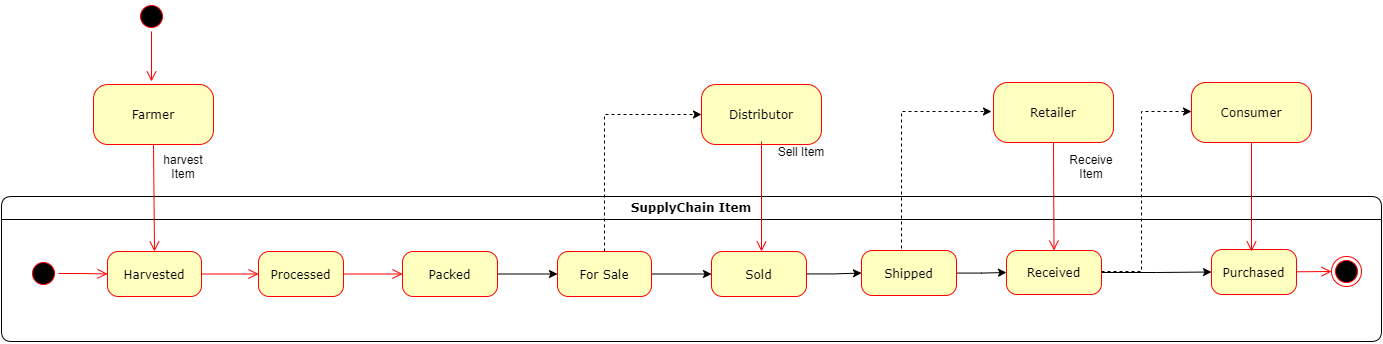 Farmer
Distributor
Retailer
Consumer
harvest
Item
Sell Item
Receive
Item
SupplyChain Item
Harvested
Processed
Packed
For Sale
Sold
Shipped
Received
Purchased